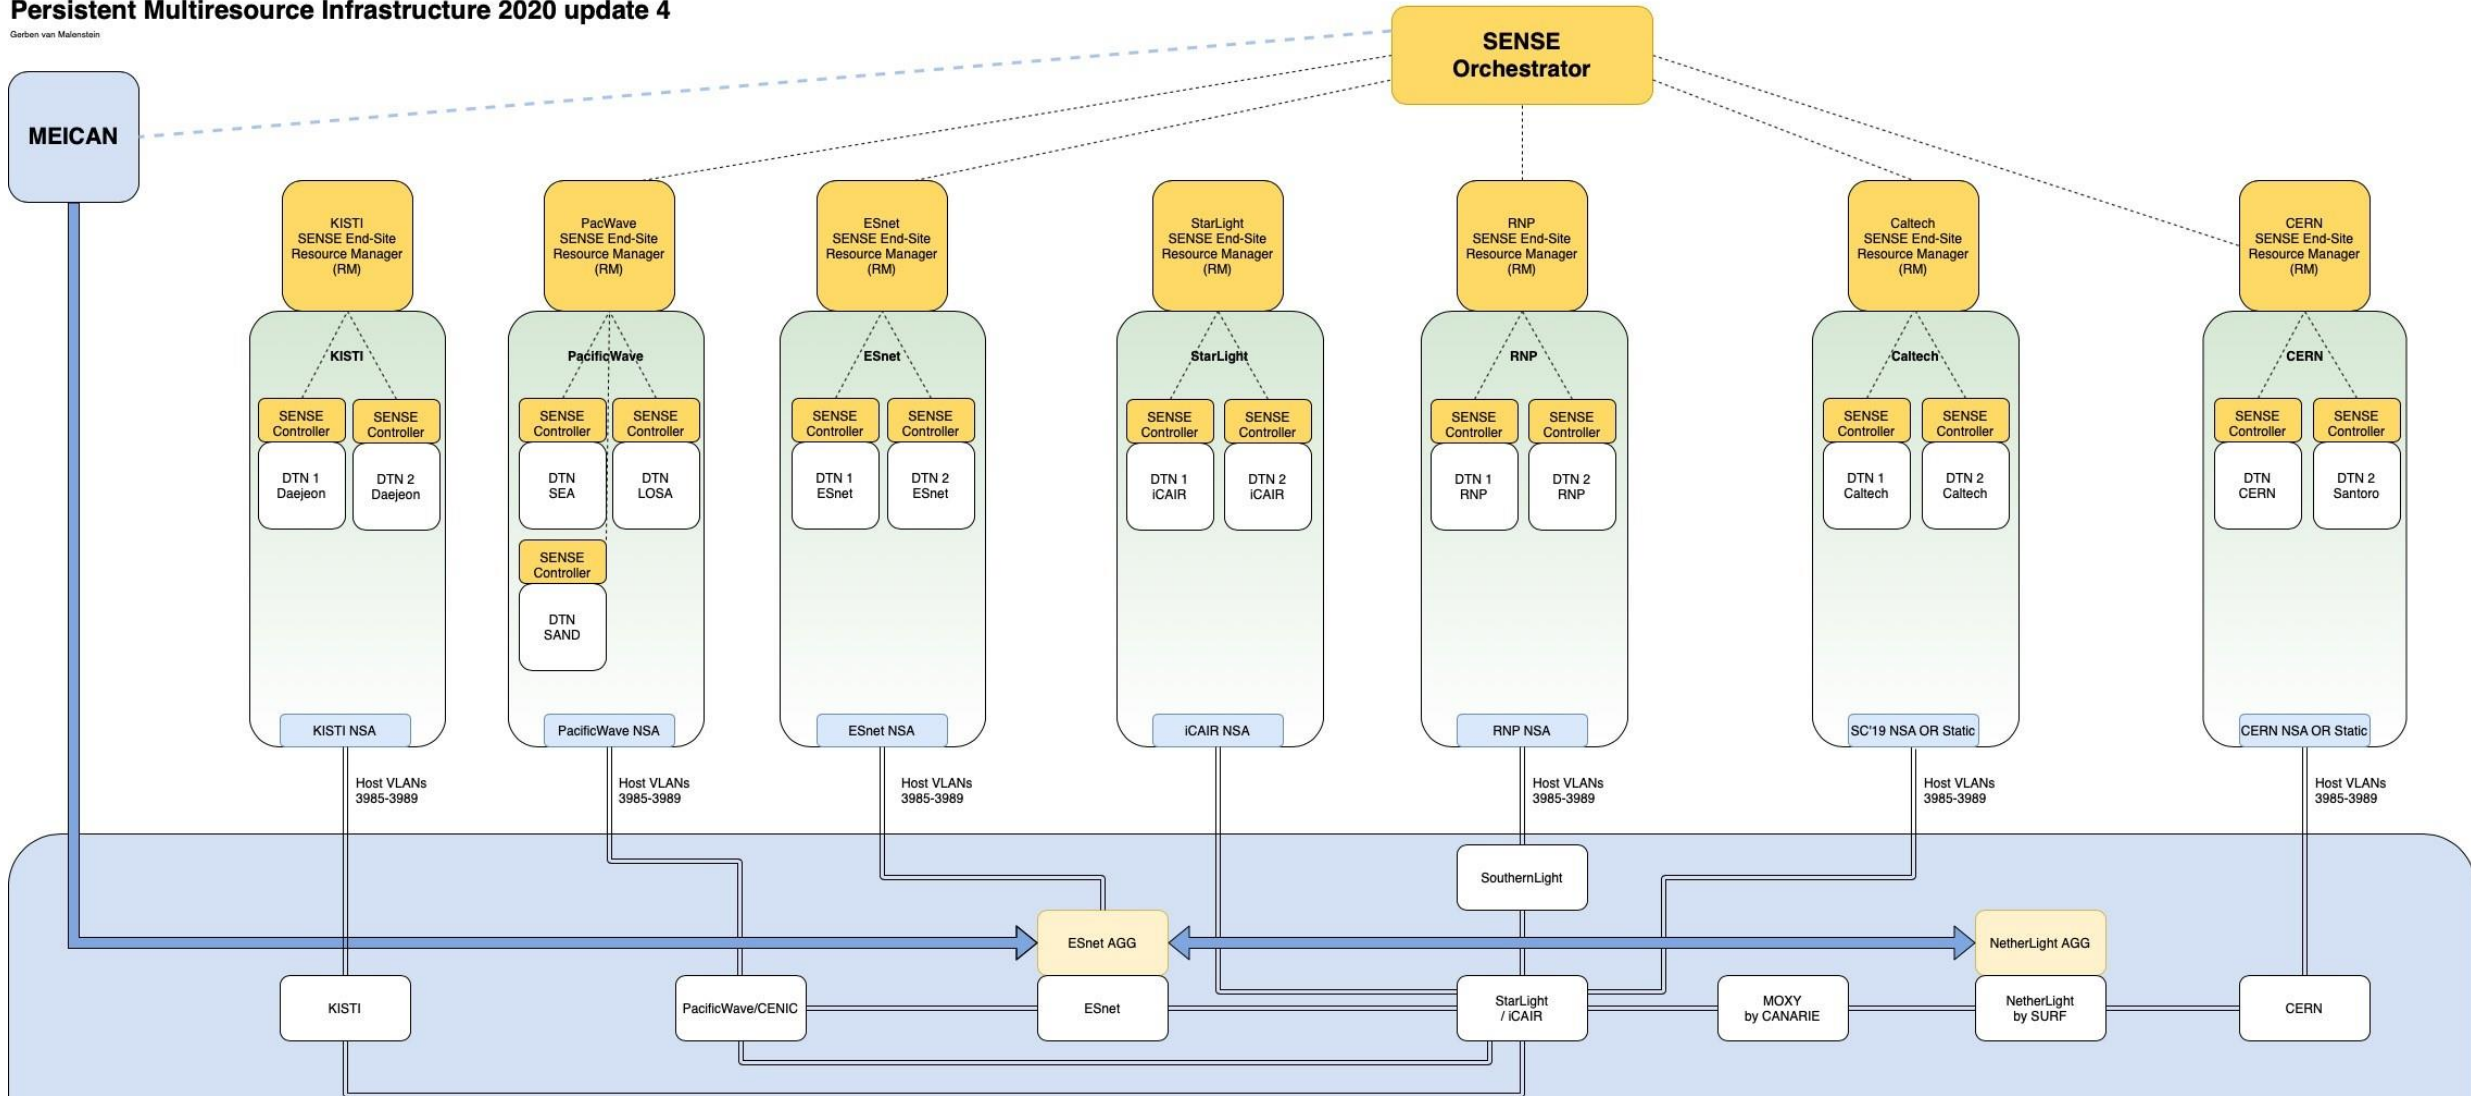 Persistent Multiresource Infrastructure 2020 update 4
Gerben van Malenstein
SENSE
Orchestrator
MEICAN
KISTI
SENSE End-Site
Resource Manager
(RM)
PacWave
SENSE End-Site
Resource Manager
(RM)
ESnet
SENSE End-Site
Resource Manager
(RM)
StarLight
SENSE End-Site
Resource Manager
(RM)
RNP
SENSE End-Site
Resource Manager
(RM)
Caltech
SENSE End-Site
Resource Manager
(RM)
CERN
SENSE End-Site
Resource Manager
(RM)
KISTI
SENSE
Controller
DTN 1
Daejeon
SENSE
Controller
DTN 2
Daejeon
PacificWave
SENSE
Controller
DTN
SEA
SENSE
Controller
DTN
LOSA
SENSE
Controller
DTN
SAND
ESnet
SENSE
Controller
DTN 1
ESnet
SENSE
Controller
DTN 2
ESnet
StarLight
SENSE
Controller
DTN 1
iCAIR
SENSE
Controller
DTN 2
iCAIR
RNP
SENSE
Controller
DTN 1
RNP
SENSE
Controller
DTN 2
RNP
Caltech
SENSE
Controller
DTN 1
Caltech
SENSE
Controller
DTN 2
Caltech
CERN
SENSE
Controller
DTN
CERN
SENSE
Controller
DTN 2
Santoro
KISTI NSA
PacificWave NSA
ESnet NSA
iCAIR NSA
RNP NSA
SC'19 NSA OR Static
CERN NSA OR Static
Host VLANs
3985-3989
Host VLANs
3985-3989
Host VLANs
3985-3989
Host VLANs
3985-3989
Host VLANs
3985-3989
Host VLANs
3985-3989
SouthernLight
ESnet AGG
NetherLight AGG
KISTI
PacificWave/CENIC
ESnet
StarLight
/ iCAIR
MOXY
by CANARIE
NetherLight
by SURF
CERN